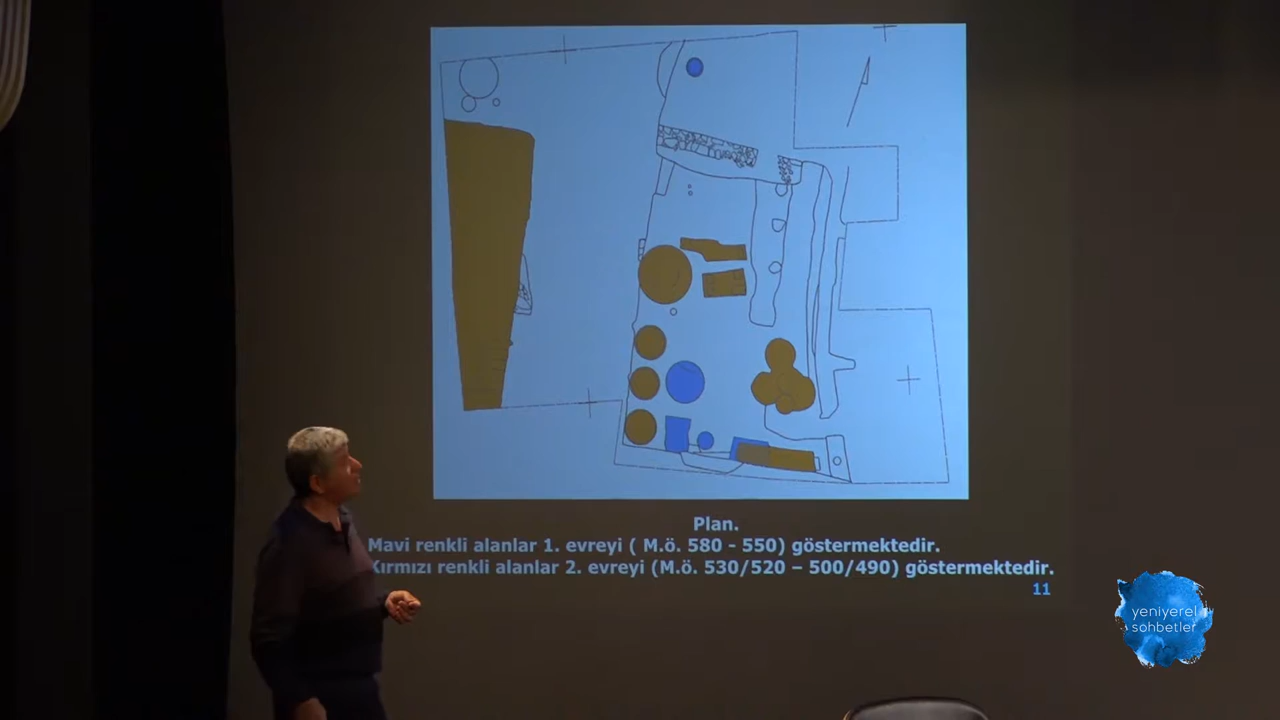 Plan.
Mavi renkli alanlar 1. evreyi ( M.ö. 580 - 550) göstermektedir.
Kırmızı renkli alanlar 2. evreyi (M.ö. 530/520 – 500/490) göstermektedir.
11
yeniyerel
sohbetler